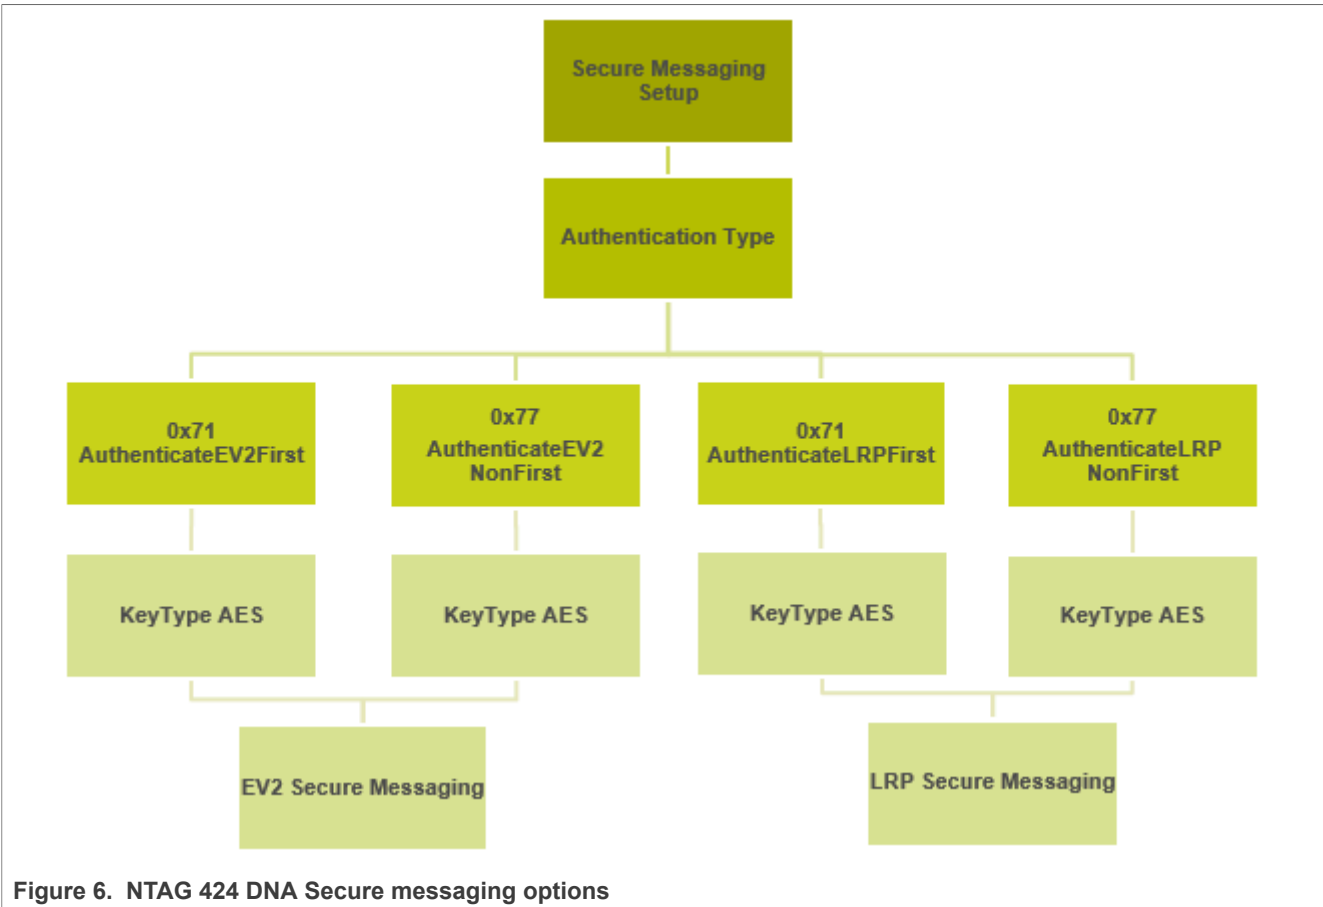 Secure Messaging
Setup
Authentication Type
0x71
AuthenticateEV2First
0x77
AuthenticateEV2
NonFirst
0x71
AuthenticateLRPFirst
0x77
AuthenticateLRP
NonFirst
KeyType AES
KeyType AES
KeyType AES
KeyType AES
EV2 Secure Messaging
LRP Secure Messaging
Figure 6. NTAG 424 DNA Secure messaging options